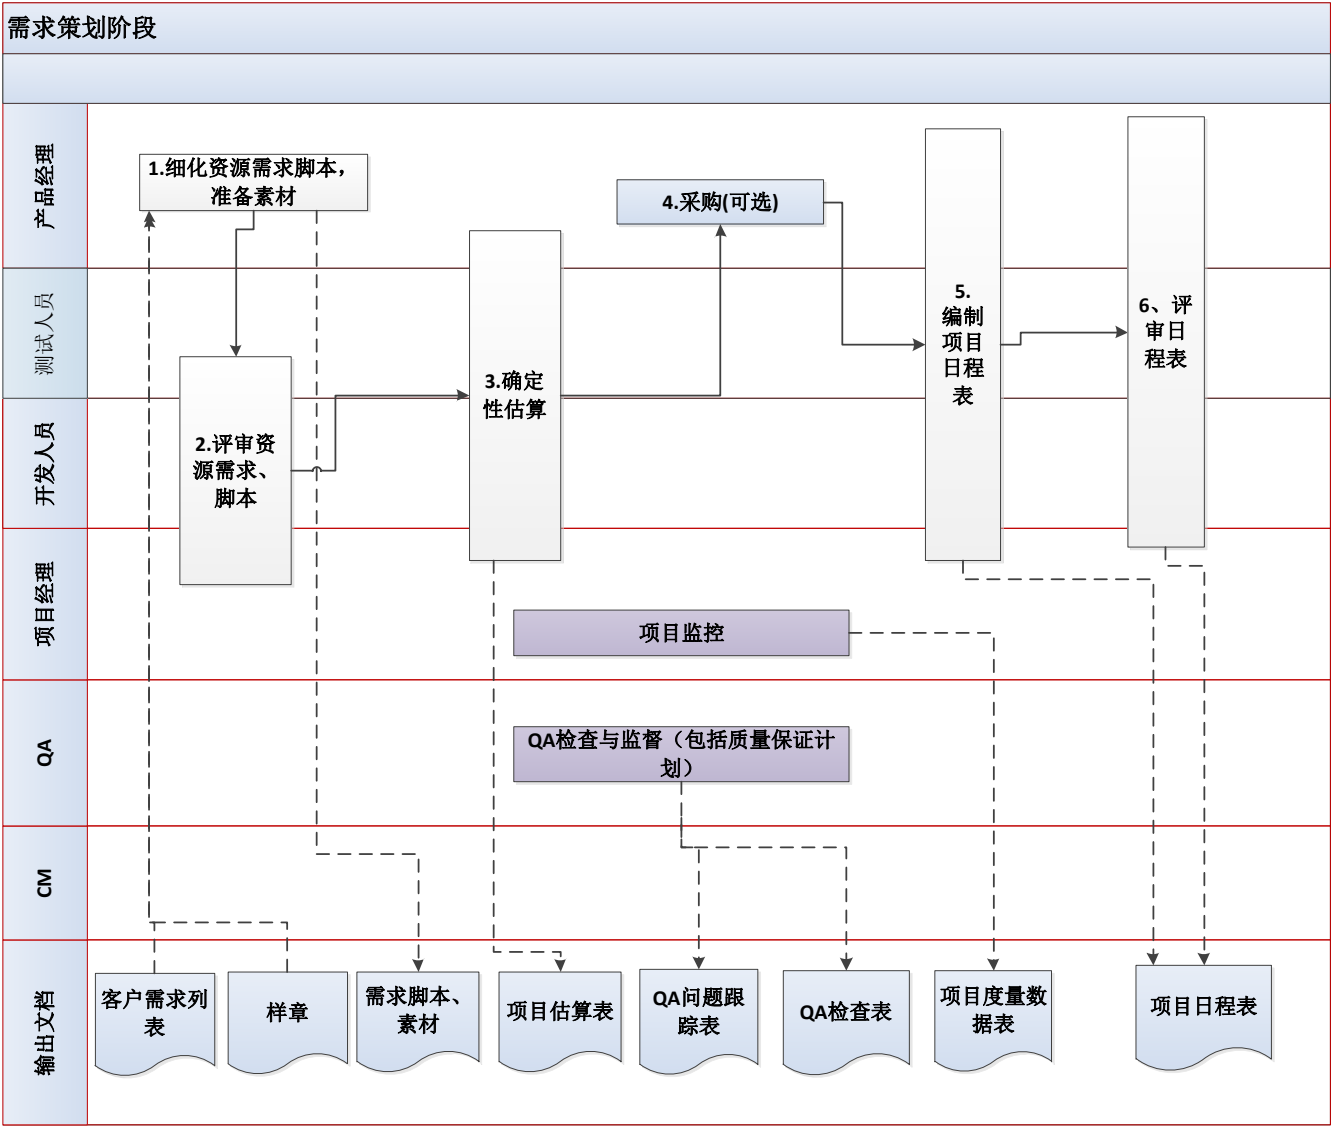 需求策划阶段
产品经理
1.细化资源需求脚本，
准备素材
4.采购(可选)
测试人员
5.
编制
项目
日程
表
6、评
审日
程表
3.确定
性估算
开发人员
2.评审资
源需求、
脚本
项目经理
项目监控
QA
QA检查与监督（包括质量保证计
划）
CM
输出文档
客户需求列
表
样章
需求脚本、
素材
项目估算表
QA问题跟
踪表
QA检查表
项目度量数
据表
项目日程表